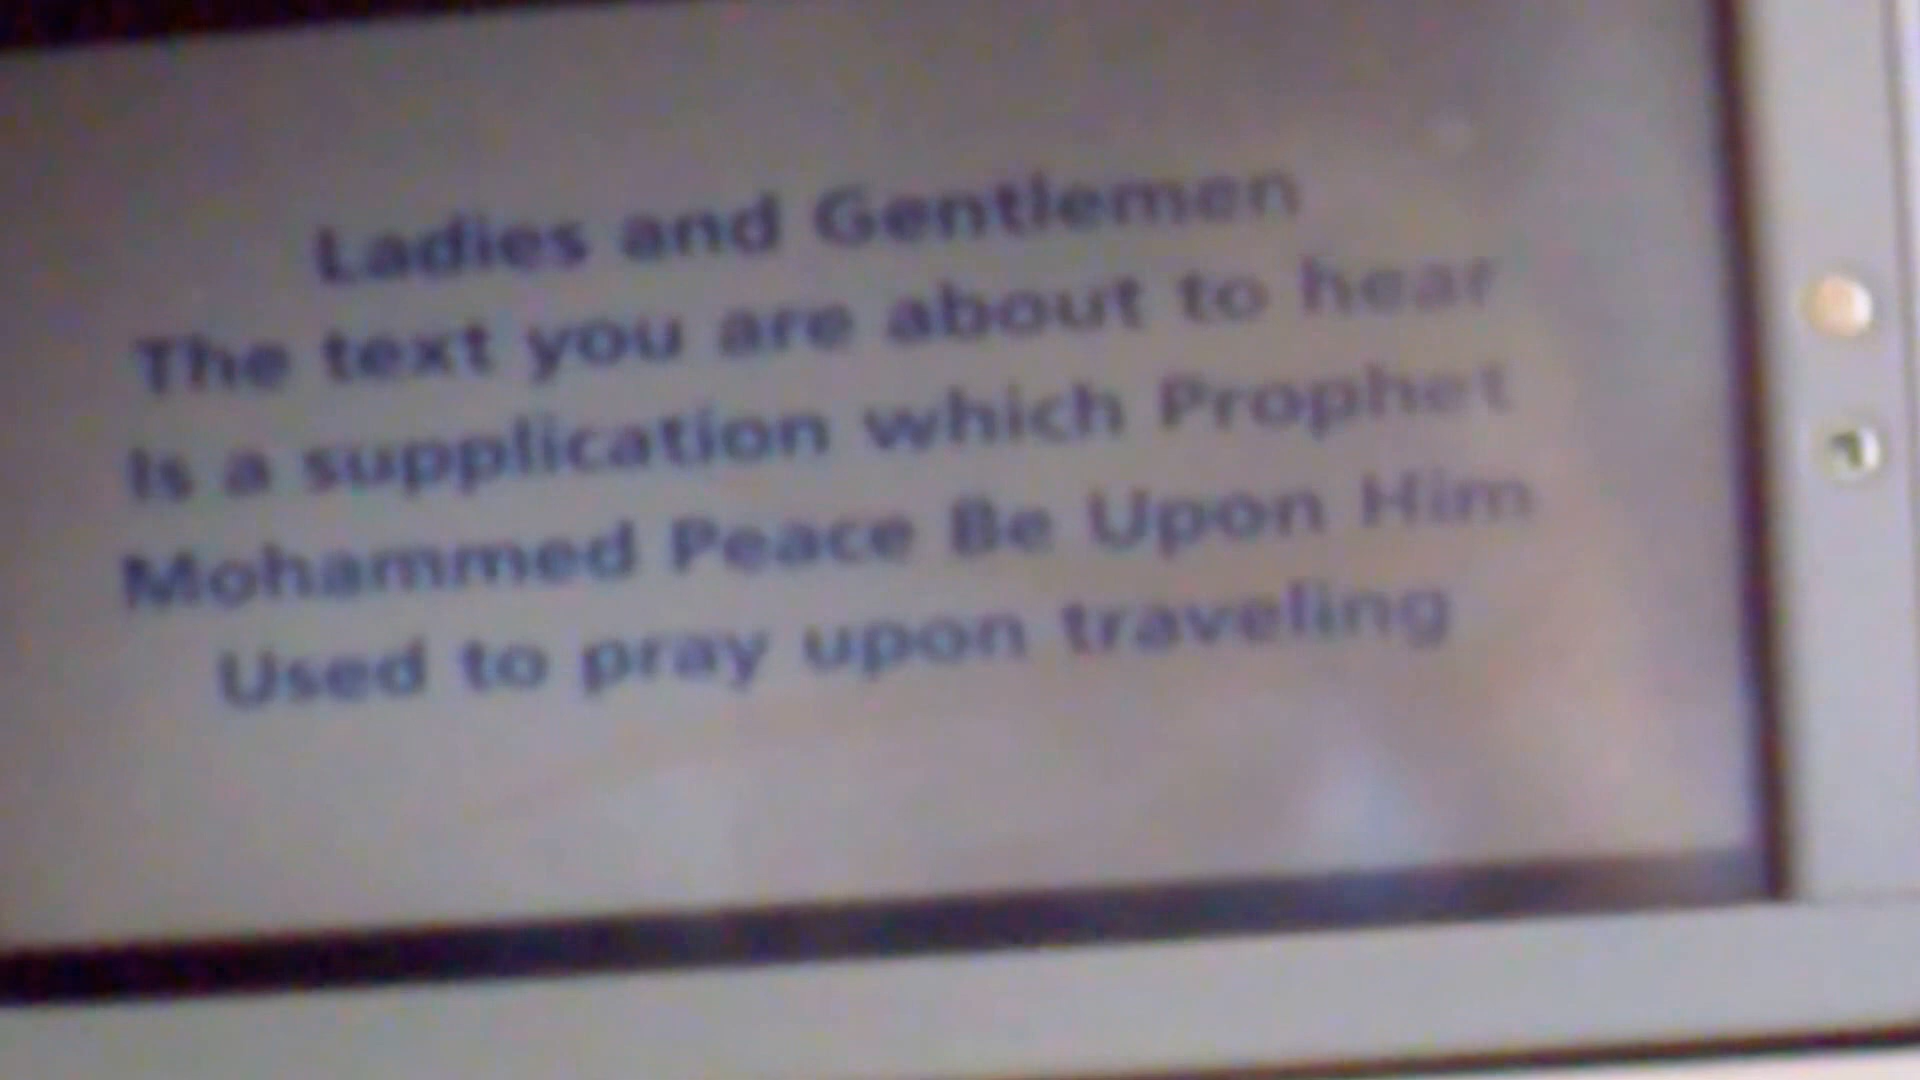 Ladies and Gentlemen
The text you are about to hear
Is a supplication which Prophet
Mohammed Peace Be Upon Him
Used to pray upon traveling